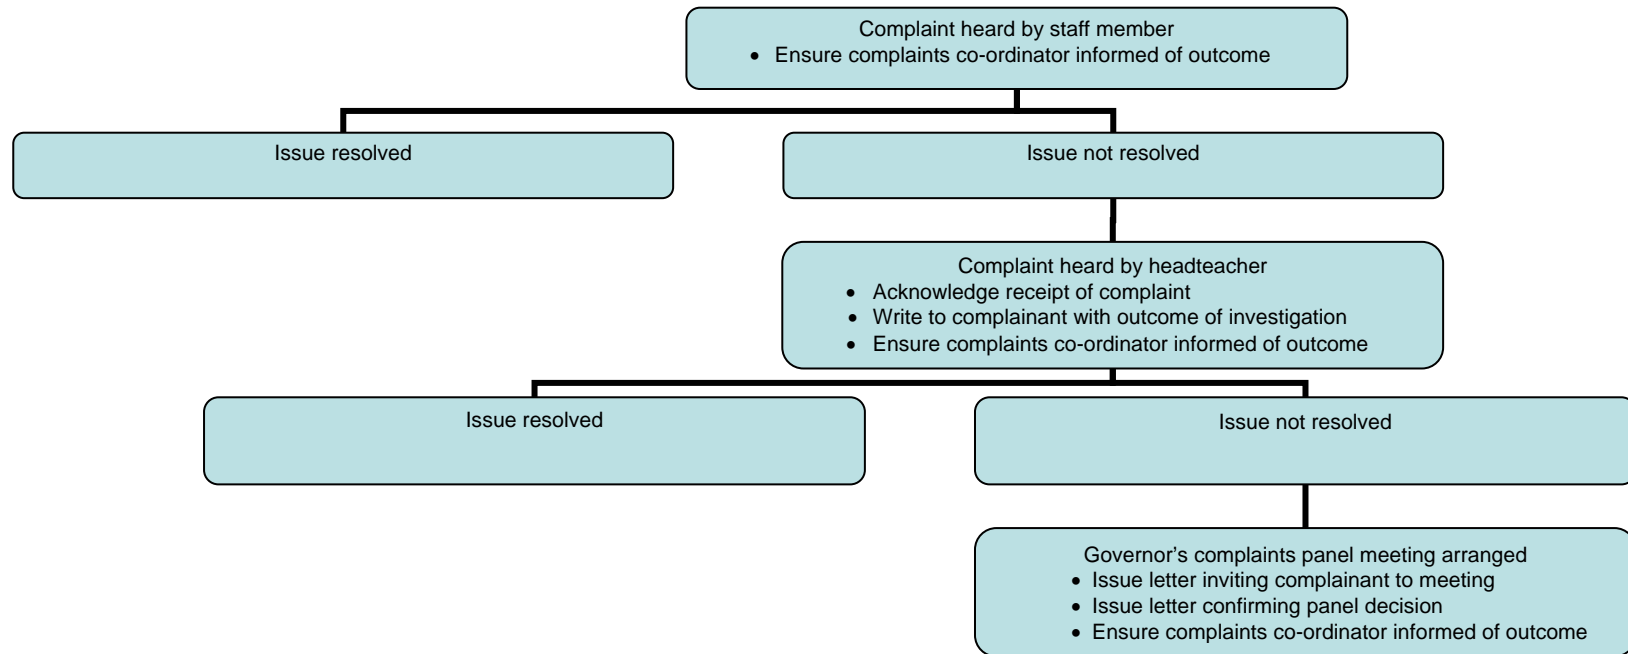 Complaint heard by staff member
• Ensure complaints co-ordinator informed of outcome
Issue resolved
Issue not resolved
Complaint heard by headteacher
• Acknowledge receipt of complaint
• Write to complainant with outcome of investigation
• Ensure complaints co-ordinator informed of outcome
Issue resolved
Issue not resolved
Governor’s complaints panel meeting arranged
• Issue letter inviting complainant to meeting
• Issue letter confirming panel decision
• Ensure complaints co-ordinator informed of outcome